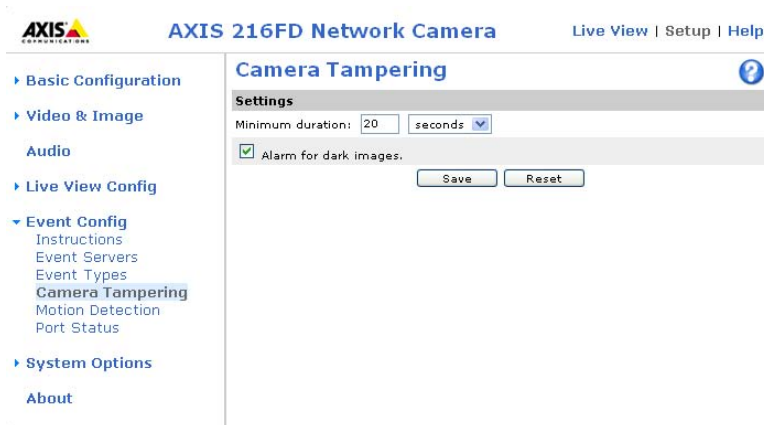 AXIS
COMMUNICATIONS
AXIS 216FD Network Camera
Live View | Setup | Help
Basic Configuration
Video & Image
Audio
Live View Config
Event Config
Instructions
Event Servers
Event Types
Camera Tampering
Motion Detection
Port Status
System Options
About
Camera Tampering
?
Settings
Minimum duration: 20 seconds
Alarm for dark images.
Save Reset